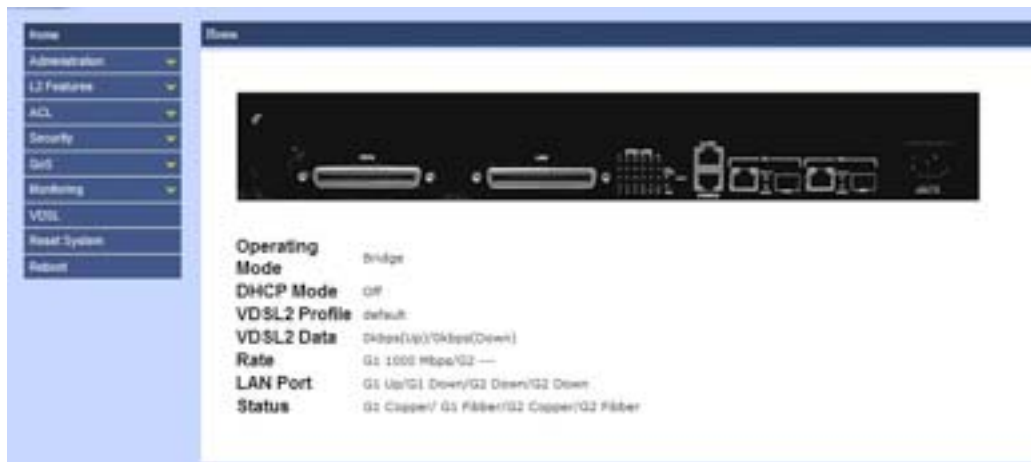 Home
Administration
L2 Features
ACL
Security
QoS
Monitoring
VDSL
Reset System
Reboot
Home
Operating Mode
Bridge
DHCP Mode
Off
VDSL2 Profile
default
VDSL2 Data
0kbps(Up)/0kbps(Down)
Rate
G1 1000 Mbps/G2 ---
LAN Port
G1 Up/G1 Down/G2 Down/G2 Down
Status
G1 Copper/ G1 Fibber/G2 Copper/G2 Fibber